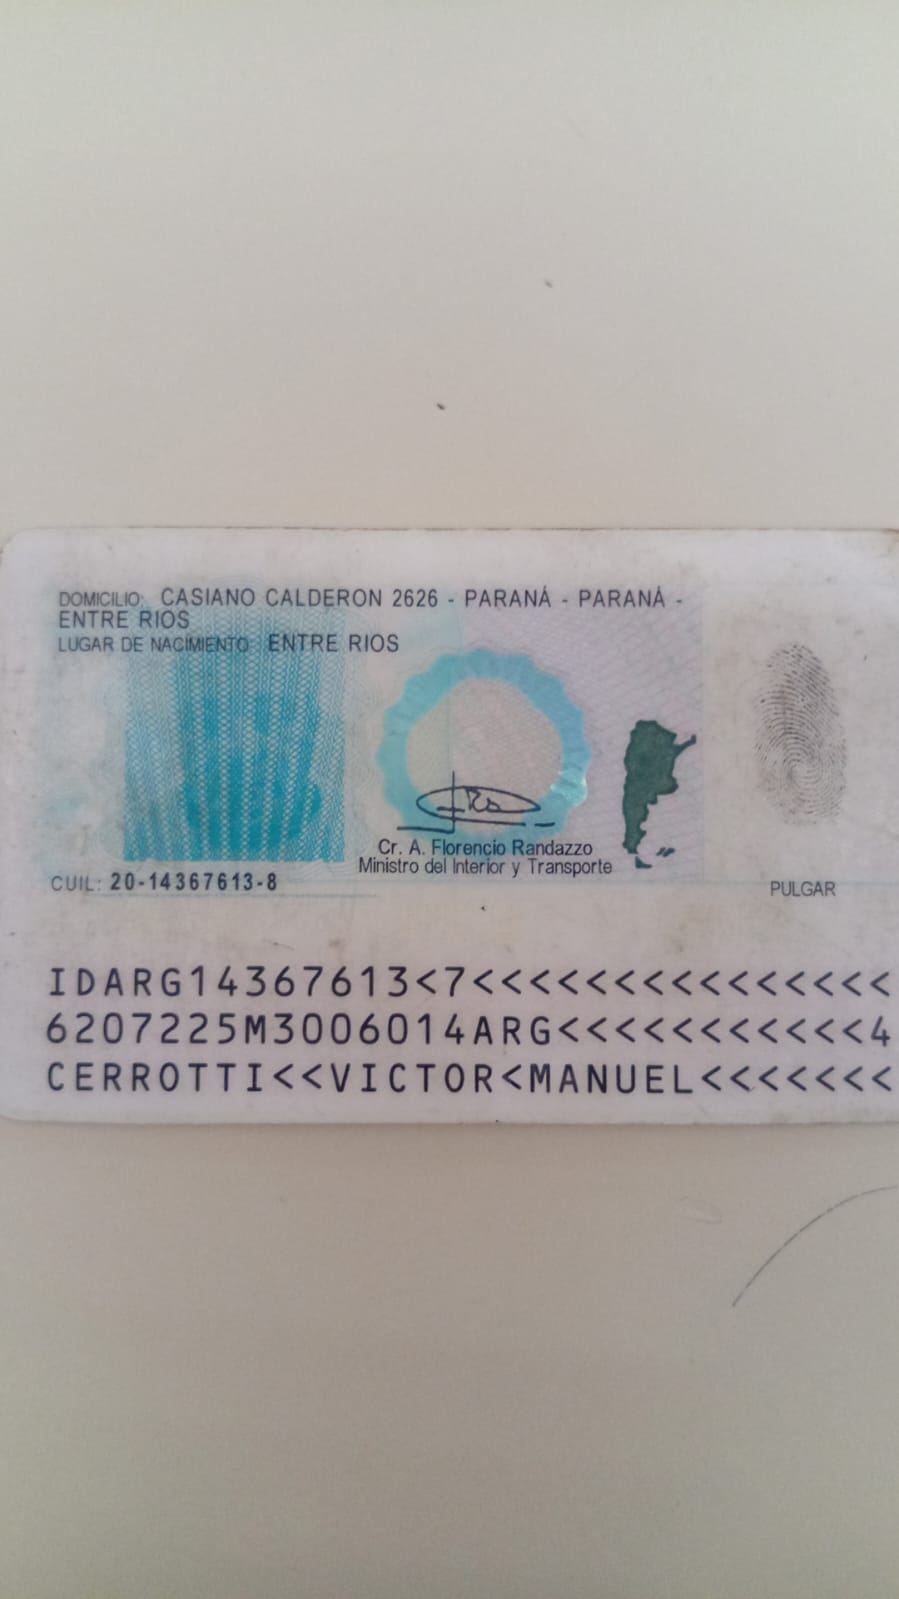 DOMICILIO: CASIANO CALDERON 2626 - PARANÁ - PARANÁ -
ENTRE RIOS
LUGAR DE NACIMIENTO: ENTRE RIOS
Cr. A. Florencio Randazzo
Ministro del Interior y Transporte
CUIL: 20-14367613-8
PULGAR
IDARG14367613<7<<<<<<<<<<<<<<<
6207225M3006014ARG<<<<<<<<<<<4
CERROTTI<<VICTOR<MANUEL<<<<<<<